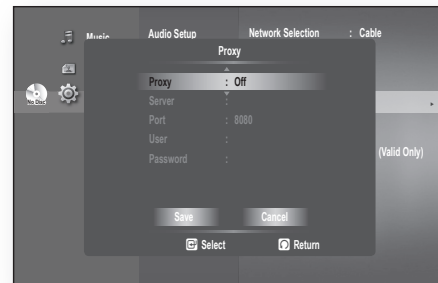 Music
Audio Setup
Network Selection : Cable
Proxy
Proxy : Off
Server :
Port : 8080
User :
Password :
(Valid Only)
No Disc
Save
Cancel
Select
Return